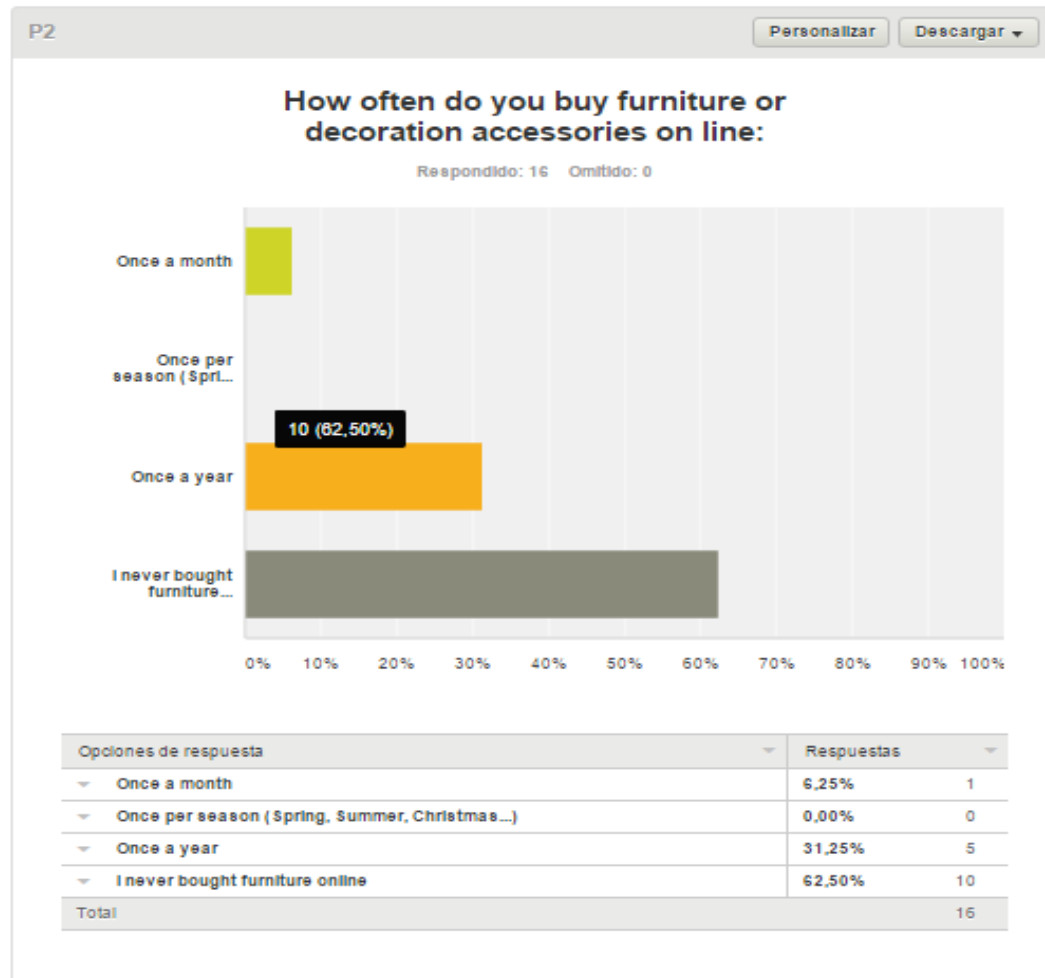 P2
Personalizar
Descargar
How often do you buy furniture or
decoration accessories on line:
Respondido: 16 Omitido: 0
Once a month
Once per
season (Spri...
10 (62,50%)
Once a year
I never bought
furniture...
0% 10% 20% 30% 40% 50% 60% 70% 80% 90% 100%
Opciones de respuesta Respuestas
Once a month 6,25% 1
Once per season (Spring, Summer, Christmas...) 0,00% 0
Once a year 31,25% 5
I never bought furniture online 62,50% 10
Total 16